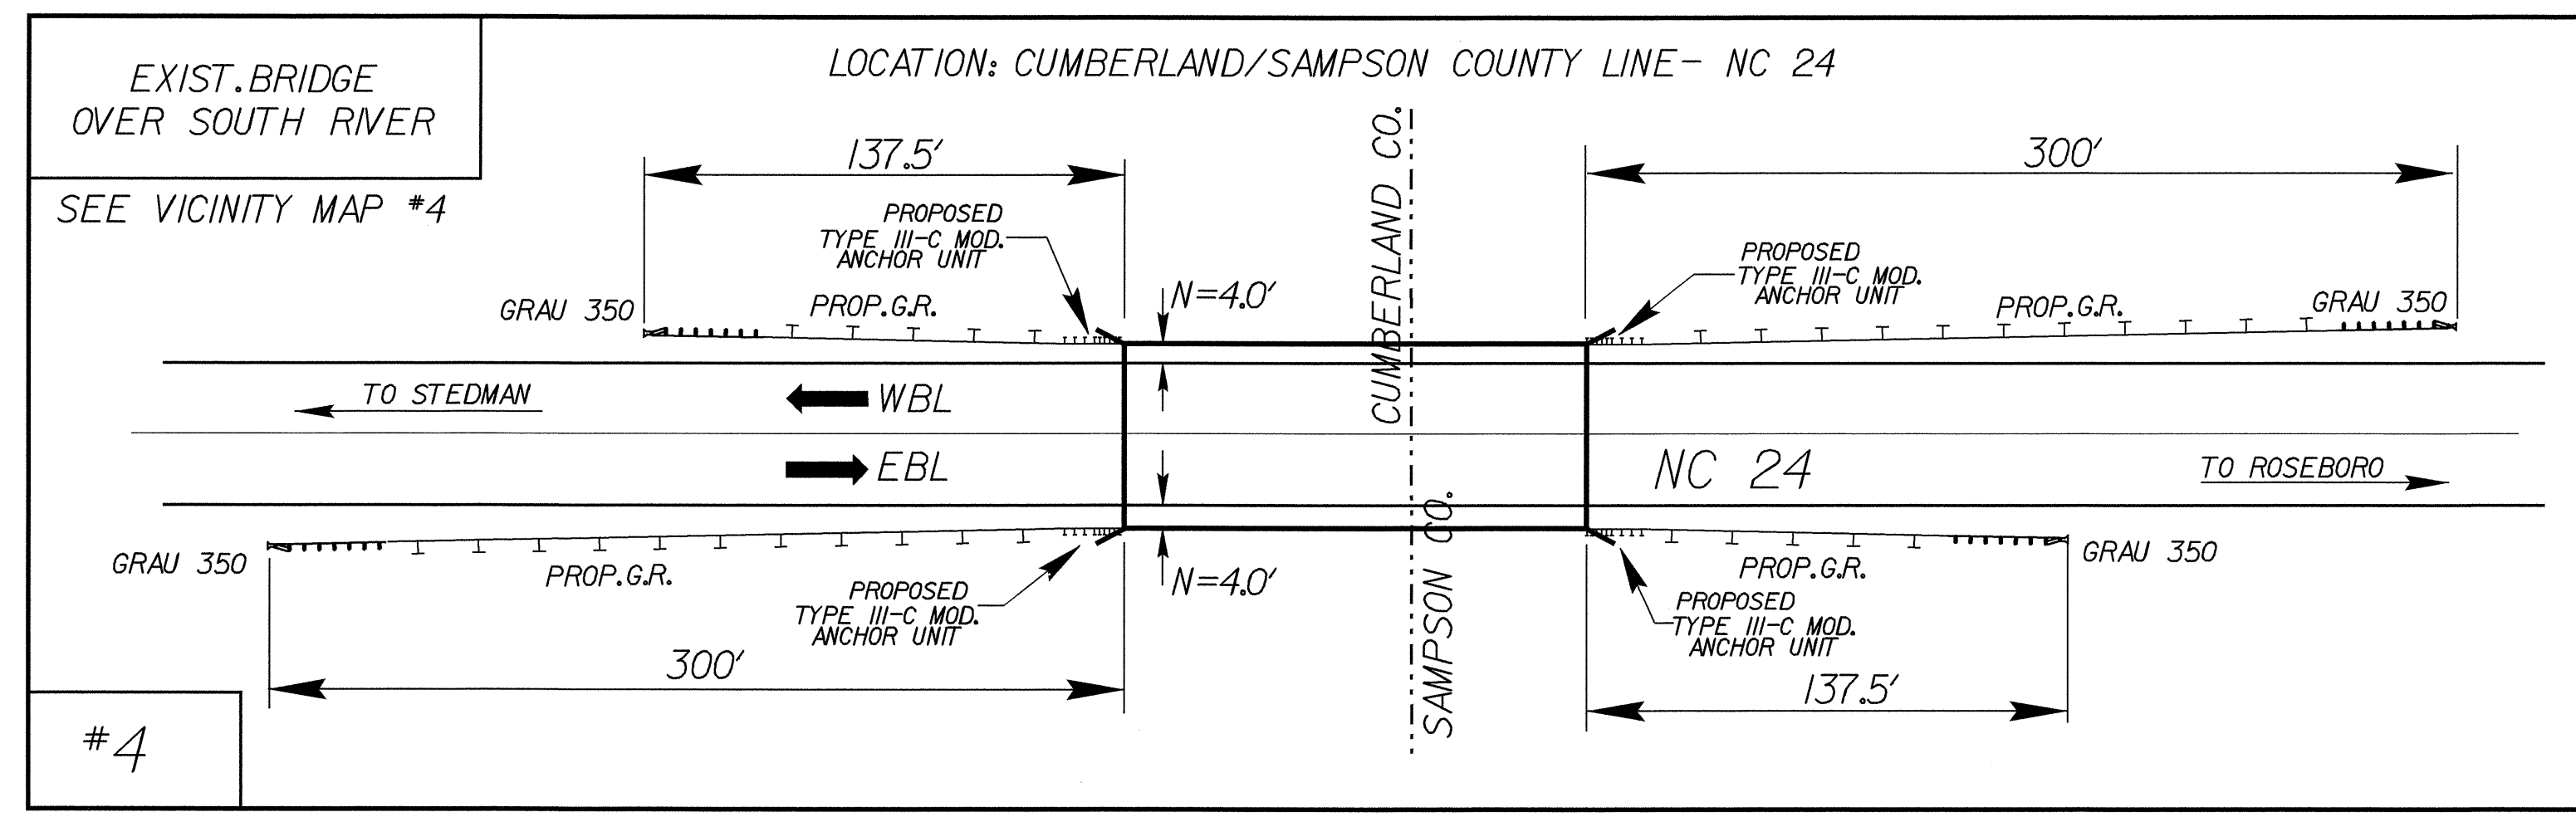 EXIST. BRIDGE
OVER SOUTH RIVER
LOCATION: CUMBERLAND/SAMPSON COUNTY LINE- NC 24
SEE VICINITY MAP #4
137.5'
300'
PROPOSED
TYPE III-C MOD.
ANCHOR UNIT
CUMBERLAND CO.
PROPOSED
TYPE III-C MOD.
ANCHOR UNIT
GRAU 350
PROP. G.R.
N=4.0'
PROP. G.R.
GRAU 350
TO STEDMAN
WBL
EBL
NC 24
TO ROSEBORO
GRAU 350
PROP. G.R.
PROPOSED
TYPE III-C MOD.
ANCHOR UNIT
N=4.0'
SAMPSON CO.
PROP. G.R.
GRAU 350
PROPOSED
TYPE III-C MOD.
ANCHOR UNIT
300'
137.5'
#4